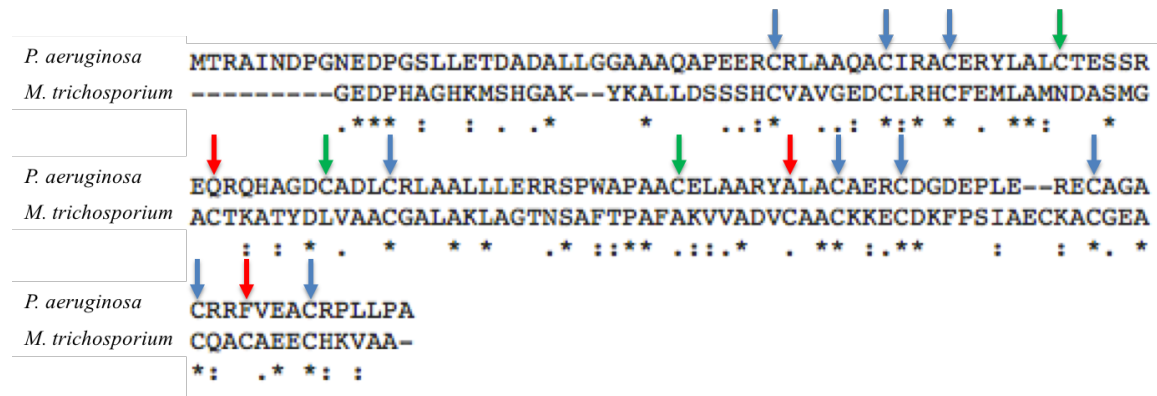 P. aeruginosa MTRAINDPGNEDPGSLLETDADALLGGAAAQAPEERCRLAAQACIRACERYLALCTESSR
M. trichosporium ---------GEDPHAGHKMSHGAK--YKALLDSSSHCVAVGEDCLRHCFEMLAMNDASMG
.*** : : . .* * ..:* ..: *:* * . **: *
P. aeruginosa EQRQHAGDCADLCRLAALLLERRSPWAPAACELAARYALACAERCDGDEPLE--RECAGA
M. trichosporium ACTKATYDLVAACGALAKLAGTNSAFTPAFAKVVADVCAACKKECDKFPSIAECKACGEA
: : * . * * * .* ::** .::.* . ** :.** : : *. *
P. aeruginosa CRRFVEACRPLLPA
M. trichosporium CQACAEECHKVAA-
*: .* *: :